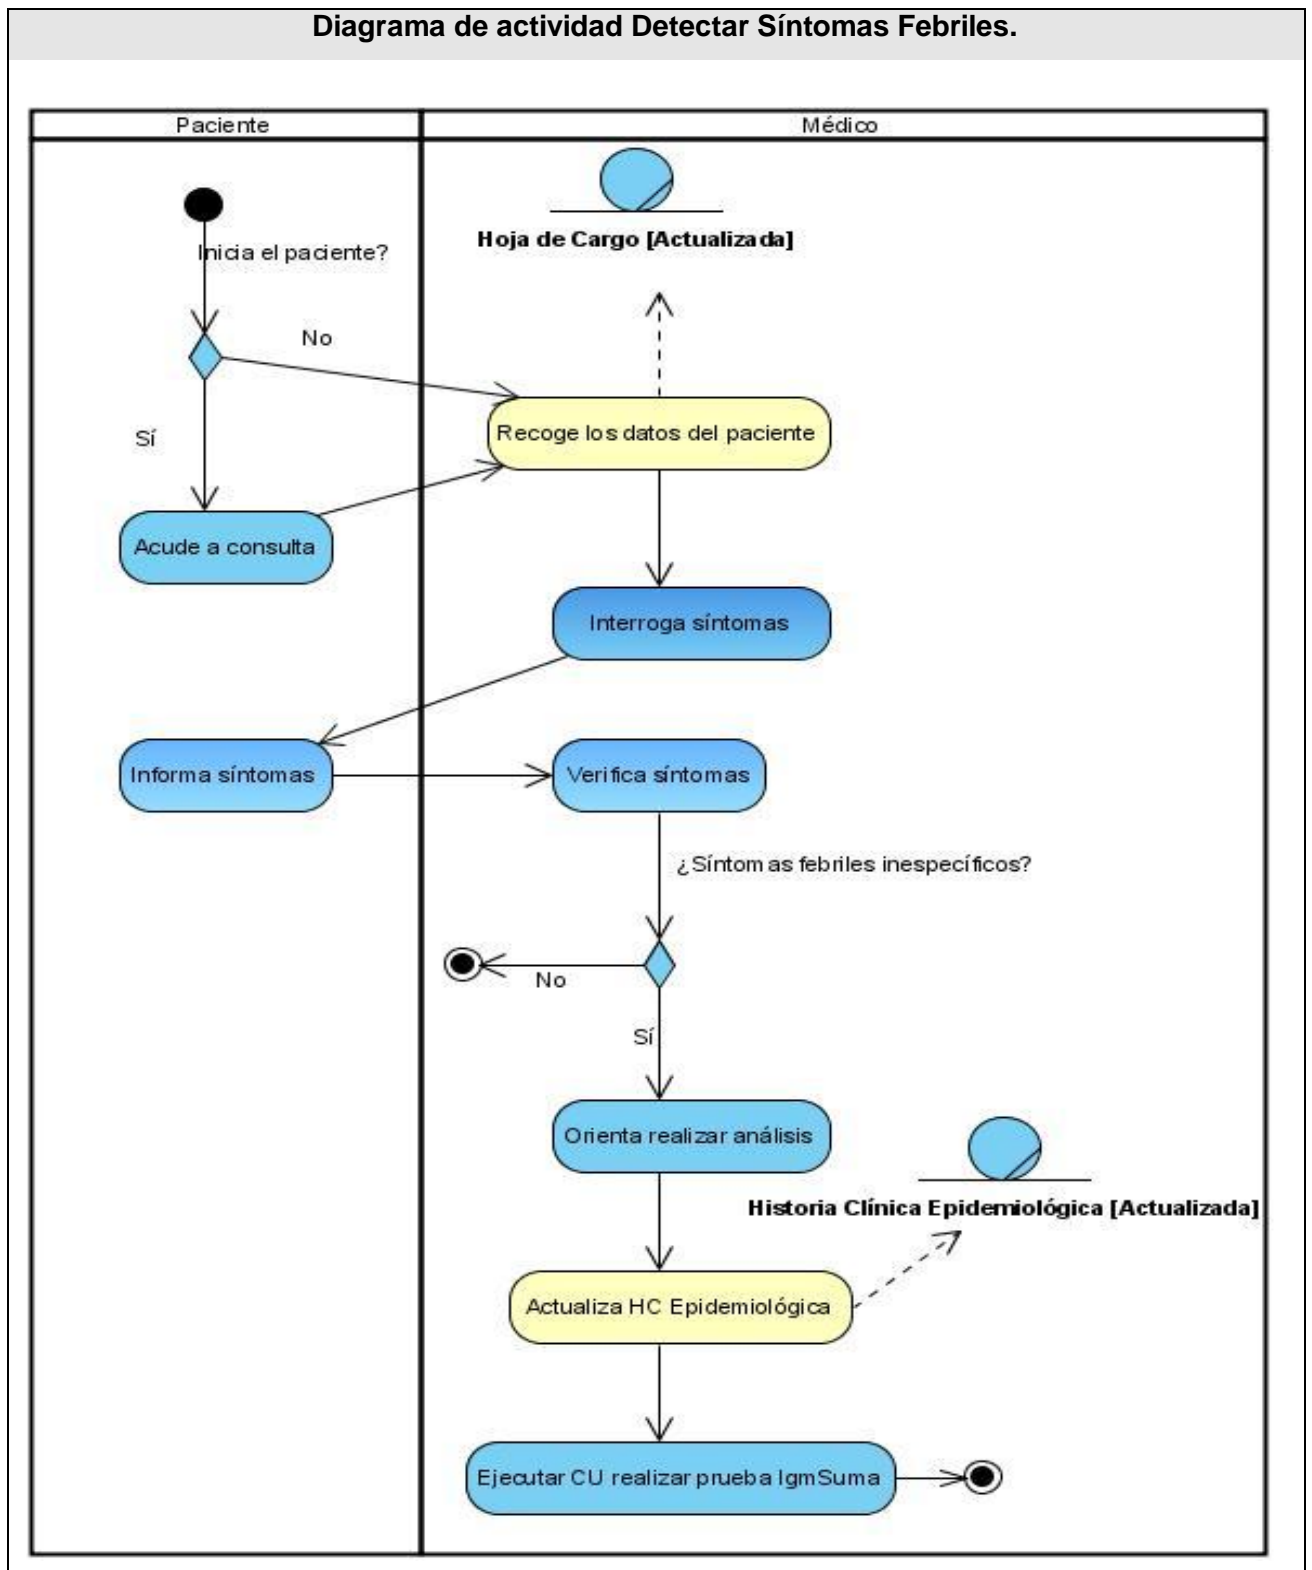 Diagrama de actividad Detectar Síntomas Febriles.
Paciente
Médico
Inicia el paciente?
Hoja de Cargo [Actualizada]
No
Recoge los datos del paciente
Sí
Acude a consulta
Interroga síntomas
Informa síntomas
Verifica síntomas
¿Síntomas febriles inespecíficos?
No
Sí
Orienta realizar análisis
Historia Clínica Epidemiológica [Actualizada]
Actualiza HC Epidemiológica
Ejecutar CU realizar prueba IgmSuma